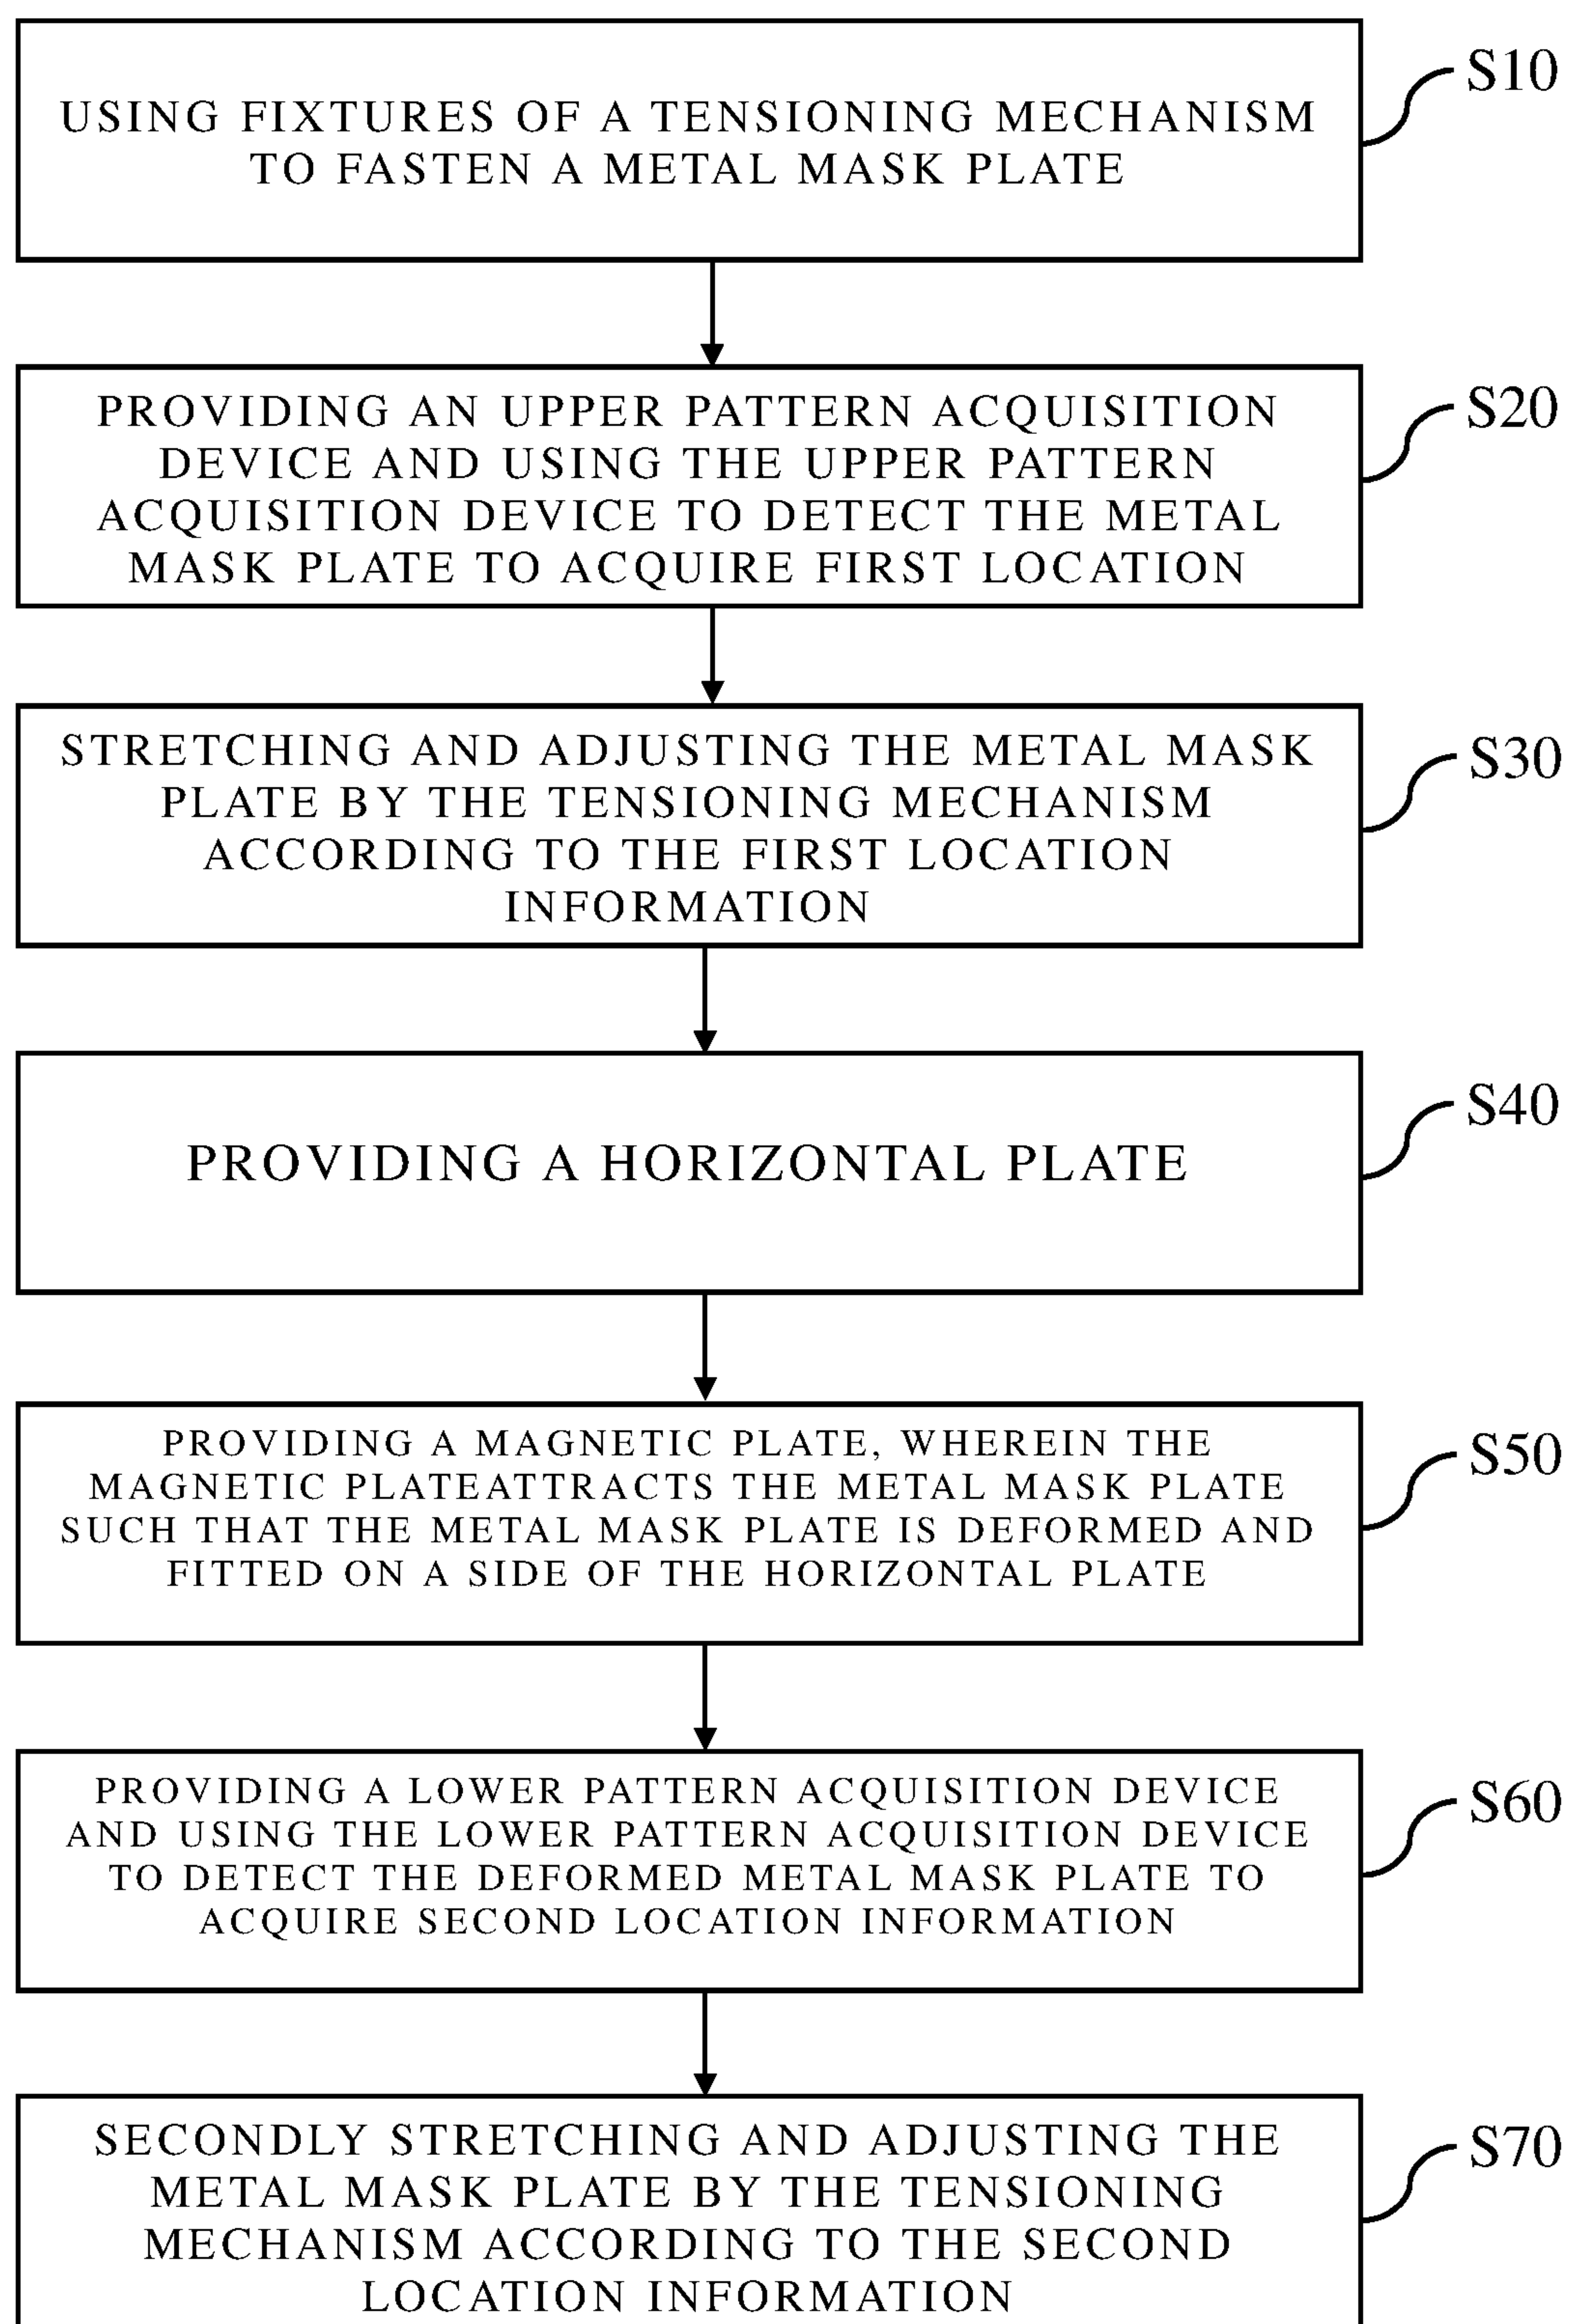 USING FIXTURES OF A TENSIONING MECHANISM
TO FASTEN A METAL MASK PLATE
S10
PROVIDING AN UPPER PATTERN ACQUISITION
DEVICE AND USING THE UPPER PATTERN
ACQUISITION DEVICE TO DETECT THE METAL
MASK PLATE TO ACQUIRE FIRST LOCATION
S20
STRETCHING AND ADJUSTING THE METAL MASK
PLATE BY THE TENSIONING MECHANISM
ACCORDING TO THE FIRST LOCATION
INFORMATION
S30
PROVIDING A HORIZONTAL PLATE
S40
PROVIDING A MAGNETIC PLATE, WHEREIN THE
MAGNETIC PLATEATTRACTS THE METAL MASK PLATE
SUCH THAT THE METAL MASK PLATE IS DEFORMED AND
FITTED ON A SIDE OF THE HORIZONTAL PLATE
S50
PROVIDING A LOWER PATTERN ACQUISITION DEVICE
AND USING THE LOWER PATTERN ACQUISITION DEVICE
TO DETECT THE DEFORMED METAL MASK PLATE TO
ACQUIRE SECOND LOCATION INFORMATION
S60
SECONDLY STRETCHING AND ADJUSTING THE
METAL MASK PLATE BY THE TENSIONING
MECHANISM ACCORDING TO THE SECOND
LOCATION INFORMATION
S70